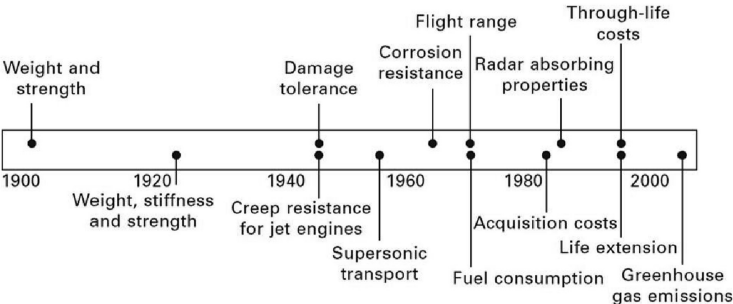 Flight range
Through-life
costs
Weight and
strength
Damage
tolerance
Corrosion
resistance
Radar absorbing
properties
1900
1920
1940
1960
1980
2000
Weight, stiffness
and strength
Creep resistance
for jet engines
Supersonic
transport
Fuel consumption
Acquisition costs
Life extension
Greenhouse
gas emissions